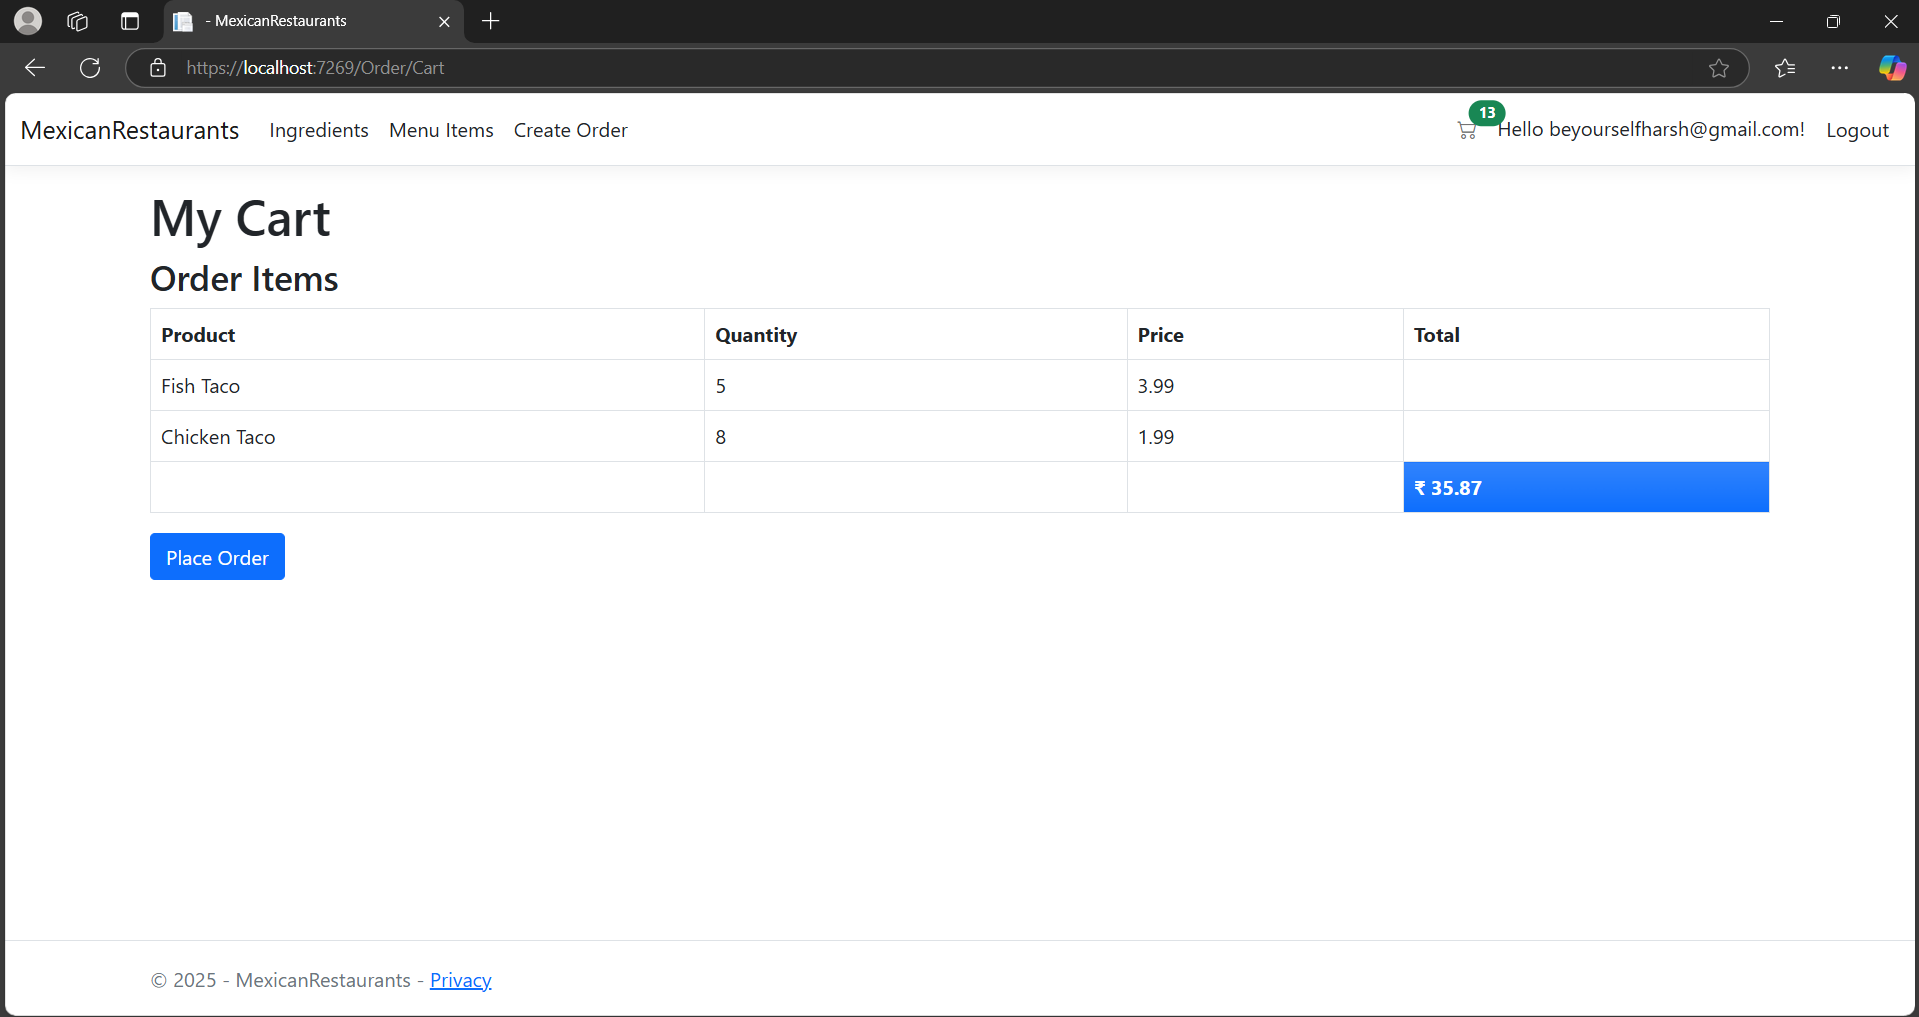 - MexicanRestaurants
https://localhost:7269/Order/Cart
MexicanRestaurants Ingredients Menu Items Create Order 13 Hello beyourselfharsh@gmail.com! Logout
My Cart
Order Items
Product Quantity Price Total
Fish Taco 5 3.99
Chicken Taco 8 1.99
₹ 35.87
Place Order
© 2025 - MexicanRestaurants - Privacy